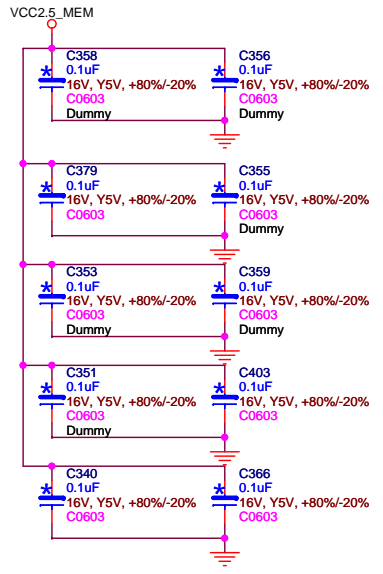 VCC2.5_MEM
C358
0.1uF
16V, Y5V, +80%/-20%
C0603
Dummy
C356
0.1uF
16V, Y5V, +80%/-20%
C0603
Dummy
C379
0.1uF
16V, Y5V, +80%/-20%
C0603
C355
0.1uF
16V, Y5V, +80%/-20%
C0603
Dummy
C353
0.1uF
16V, Y5V, +80%/-20%
C0603
Dummy
C359
0.1uF
16V, Y5V, +80%/-20%
C0603
Dummy
C351
0.1uF
16V, Y5V, +80%/-20%
C0603
Dummy
C403
0.1uF
16V, Y5V, +80%/-20%
C0603
C340
0.1uF
16V, Y5V, +80%/-20%
C0603
C366
0.1uF
16V, Y5V, +80%/-20%
C0603